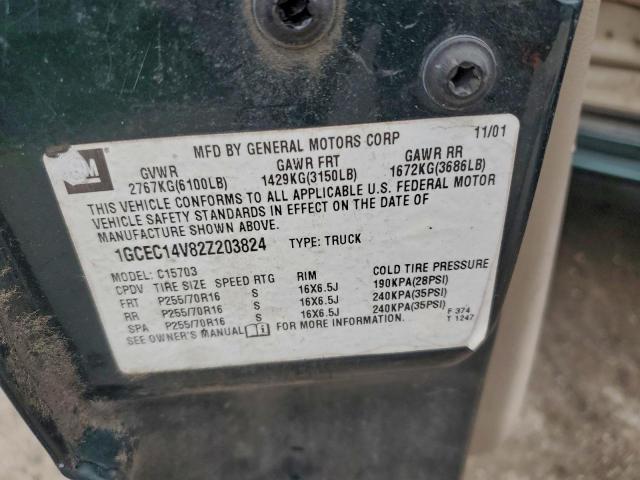 GM
MFD BY GENERAL MOTORS CORP 11/01
GVWR GAWR FRT GAWR RR
2767KG(6100LB) 1429KG(3150LB) 1672KG(3686LB)
THIS VEHICLE CONFORMS TO ALL APPLICABLE U.S. FEDERAL MOTOR
VEHICLE SAFETY STANDARDS IN EFFECT ON THE DATE OF
MANUFACTURE SHOWN ABOVE.
1GCEC14V82Z203824 TYPE: TRUCK
MODEL: C15703
CPDV TIRE SIZE SPEED RTG RIM COLD TIRE PRESSURE
FRT P255/70R16 S 16X6.5J 190KPA(28PSI)
RR P255/70R16 S 16X6.5J 240KPA(35PSI)
SPA P255/70R16 S 16X6.5J 240KPA(35PSI)
SEE OWNER'S MANUAL FOR MORE INFORMATION. F 374
T 1247